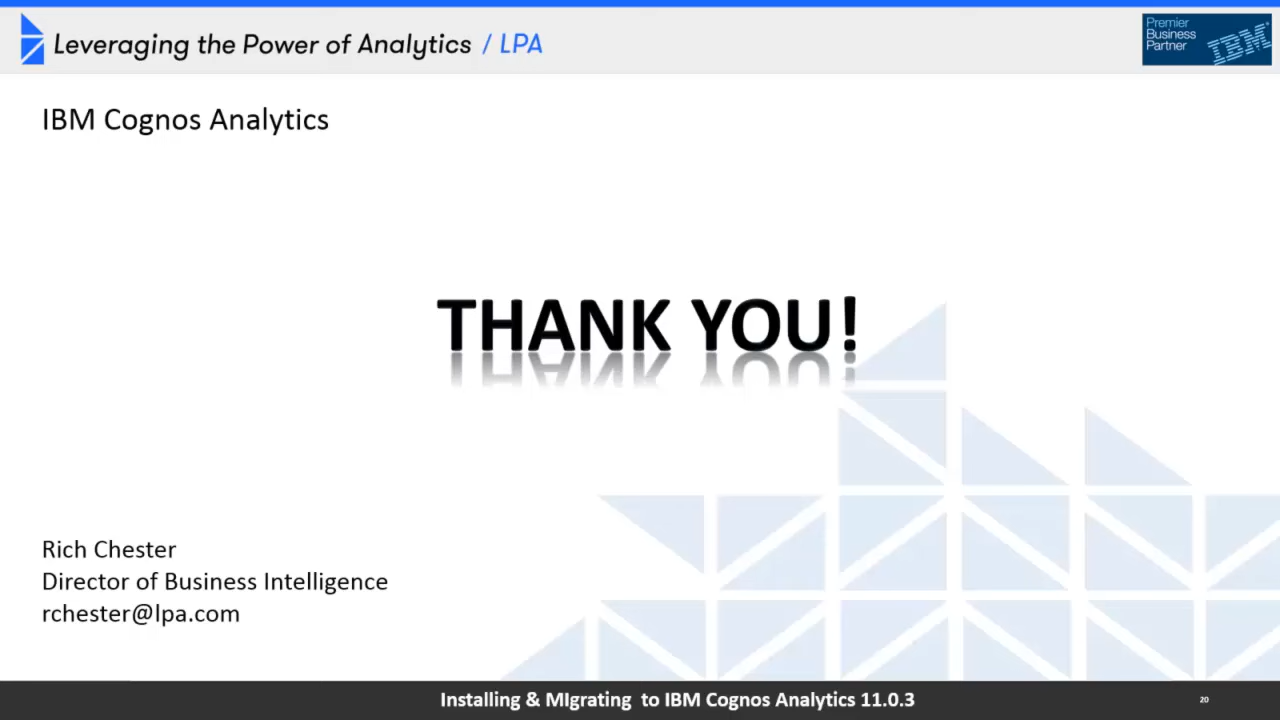 Leveraging the Power of Analytics / LPA
Premier
Business
Partner
IBM
IBM Cognos Analytics
THANK YOU!
Rich Chester
Director of Business Intelligence
rchester@lpa.com
Installing & MIgrating to IBM Cognos Analytics 11.0.3
20